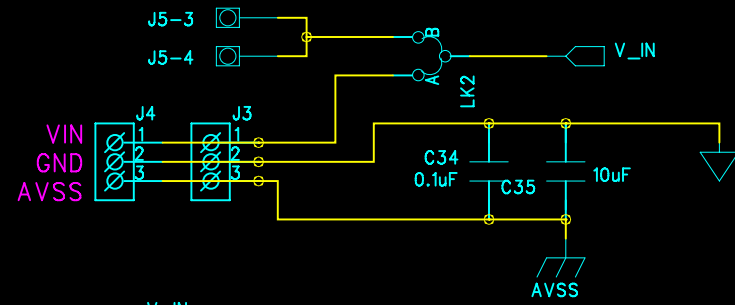 J5-3
J5-4
B
A
LK2
V_IN
J4
J3
VIN
GND
AVSS
1
2
3
1
2
3
C34
0.1uF
C35
10uF
AVSS